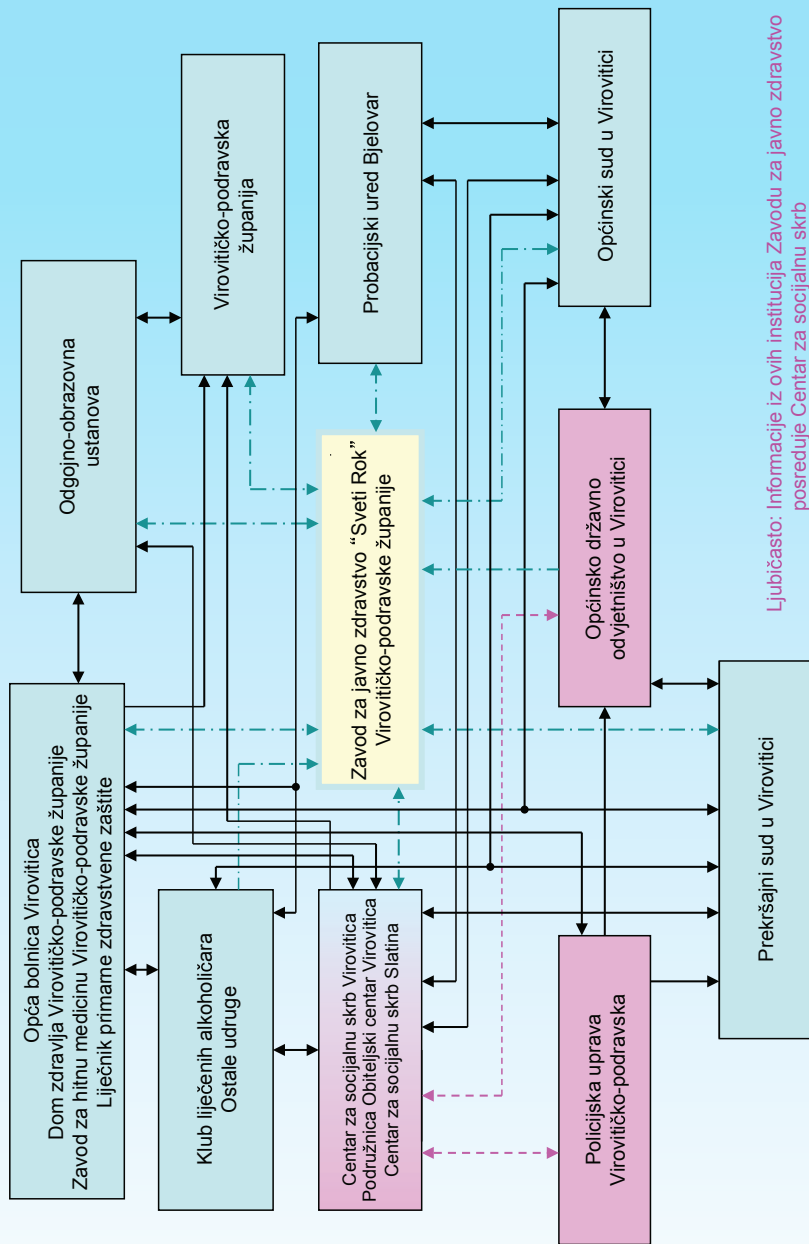 Opća bolnica Virovitica
Dom zdravlja Virovitičko-podravske županije
Zavod za hitnu medicinu Virovitičko-podravske županije
Liječnik primarne zdravstvene zaštite
Odgojno-obrazovna
ustanova
Klub liječenih alkoholičara
Ostale udruge
Virovitičko-podravska
županija
Centar za socijalnu skrb Virovitica
Podružnica Obiteljski centar Virovitica
Centar za socijalnu skrb Slatina
Zavod za javno zdravstvo “Sveti Rok”
Virovitičko-podravske županije
Probacijski ured Bjelovar
Policijska uprava
Virovitičko-podravska
Općinsko državno
odvjetništvo u Virovitici
Općinski sud u Virovitici
Prekršajni sud u Virovitici
Ljubičasto: Informacije iz ovih institucija Zavodu za javno zdravstvo
posreduje Centar za socijalnu skrb